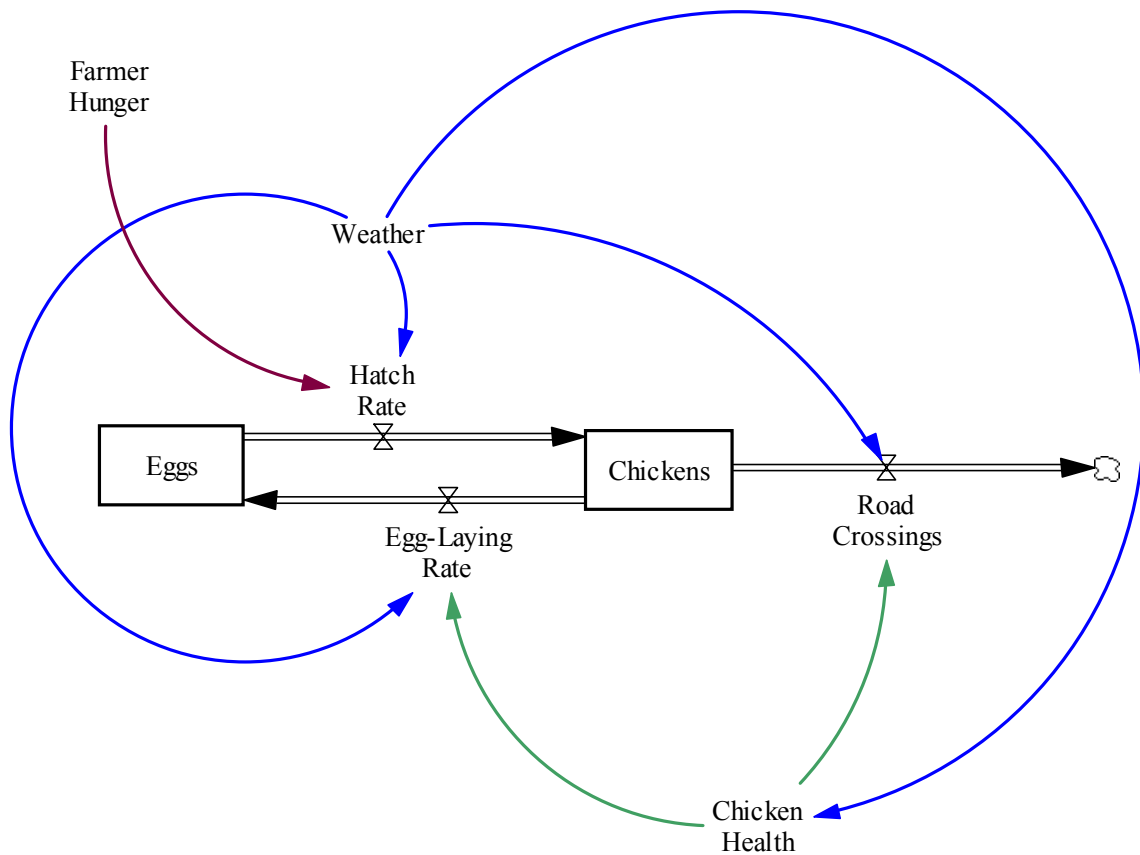 Farmer
Hunger
Weather
Hatch
Rate
Eggs
Chickens
Egg-Laying
Rate
Road
Crossings
Chicken
Health